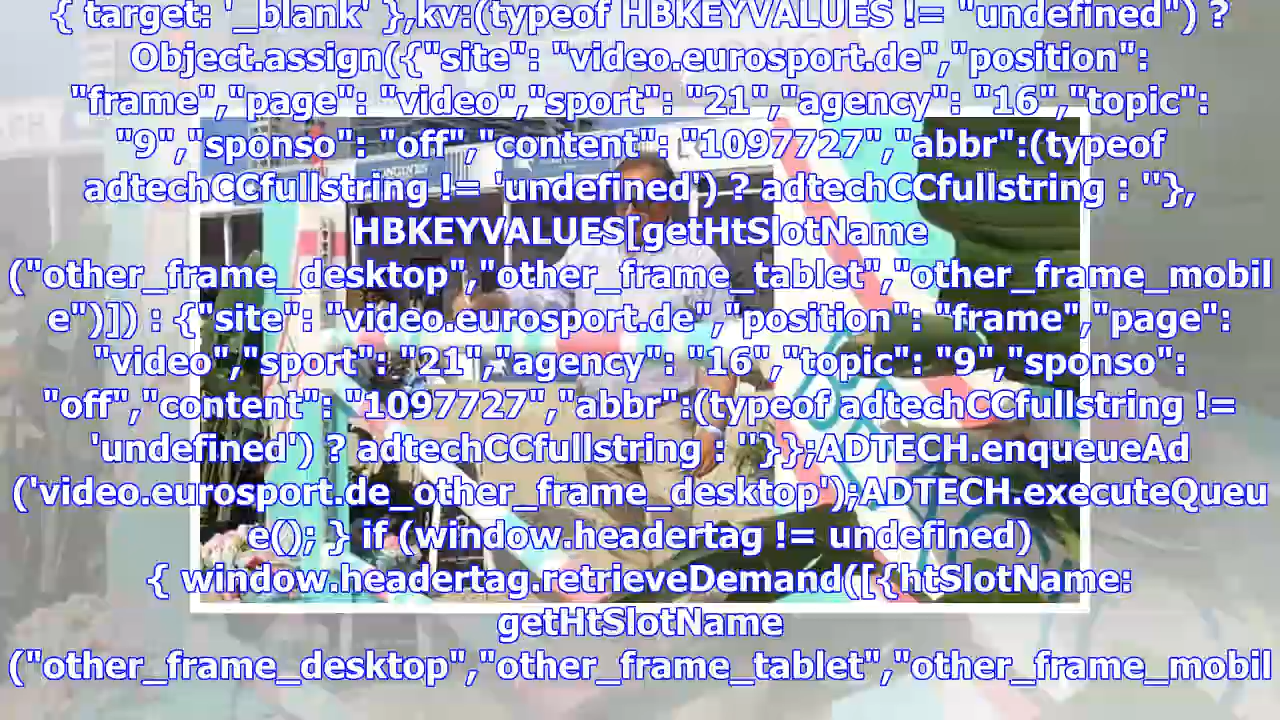 { target: '_blank' },kv:(typeof HBKEYVALUES != "undefined") ?
Object.assign({"site": "video.eurosport.de","position":
"frame","page": "video","sport": "21","agency": "16","topic":
"9","sponso": "off","content": "1097727","abbr":(typeof
adtechCCfullstring != 'undefined') ? adtechCCfullstring : ''},
HBKEYVALUES[getHtSlotName
("other_frame_desktop","other_frame_tablet","other_frame_mobil
e")]) : {"site": "video.eurosport.de","position": "frame","page":
"video","sport": "21","agency": "16","topic": "9","sponso":
"off","content": "1097727","abbr":(typeof adtechCCfullstring !=
'undefined') ? adtechCCfullstring : ''}};ADTECH.enqueueAd
('video.eurosport.de_other_frame_desktop');ADTECH.executeQueu
e(); } if (window.headertag != undefined)
{ window.headertag.retrieveDemand([{htSlotName:
getHtSlotName
("other_frame_desktop","other_frame_tablet","other_frame_mobil